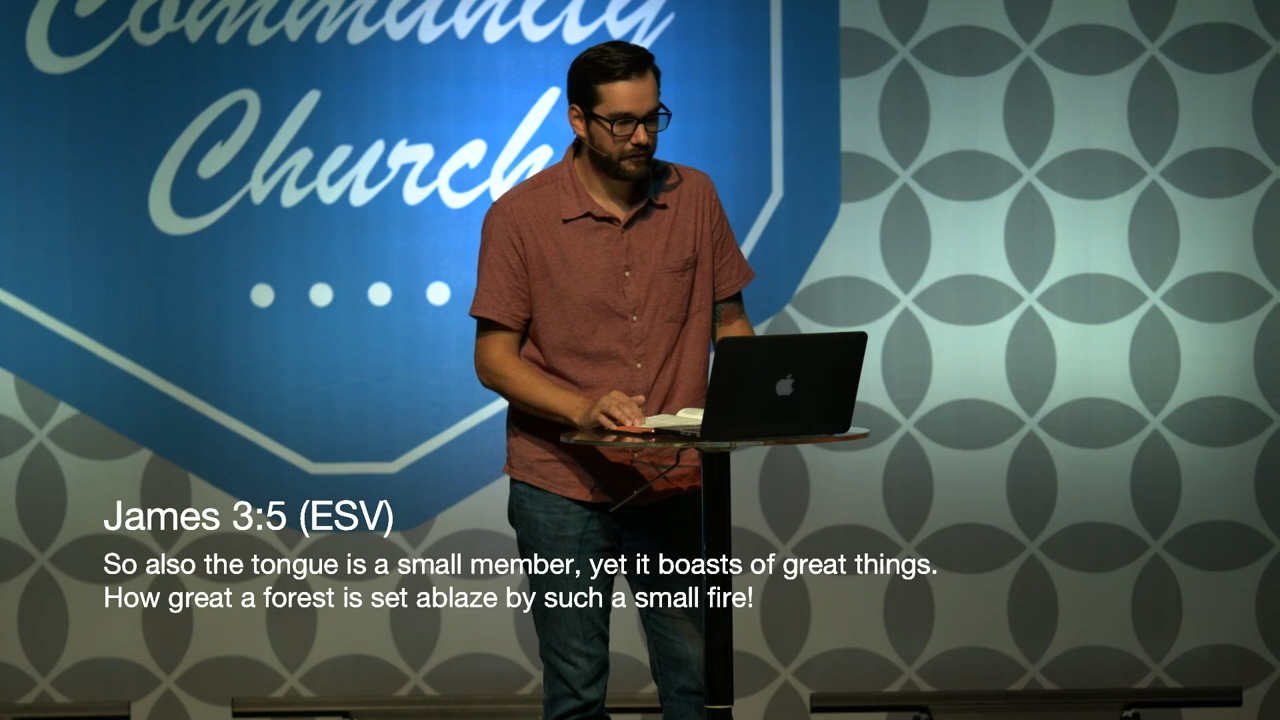 Community
Church
James 3:5 (ESV)
So also the tongue is a small member, yet it boasts of great things.
How great a forest is set ablaze by such a small fire!